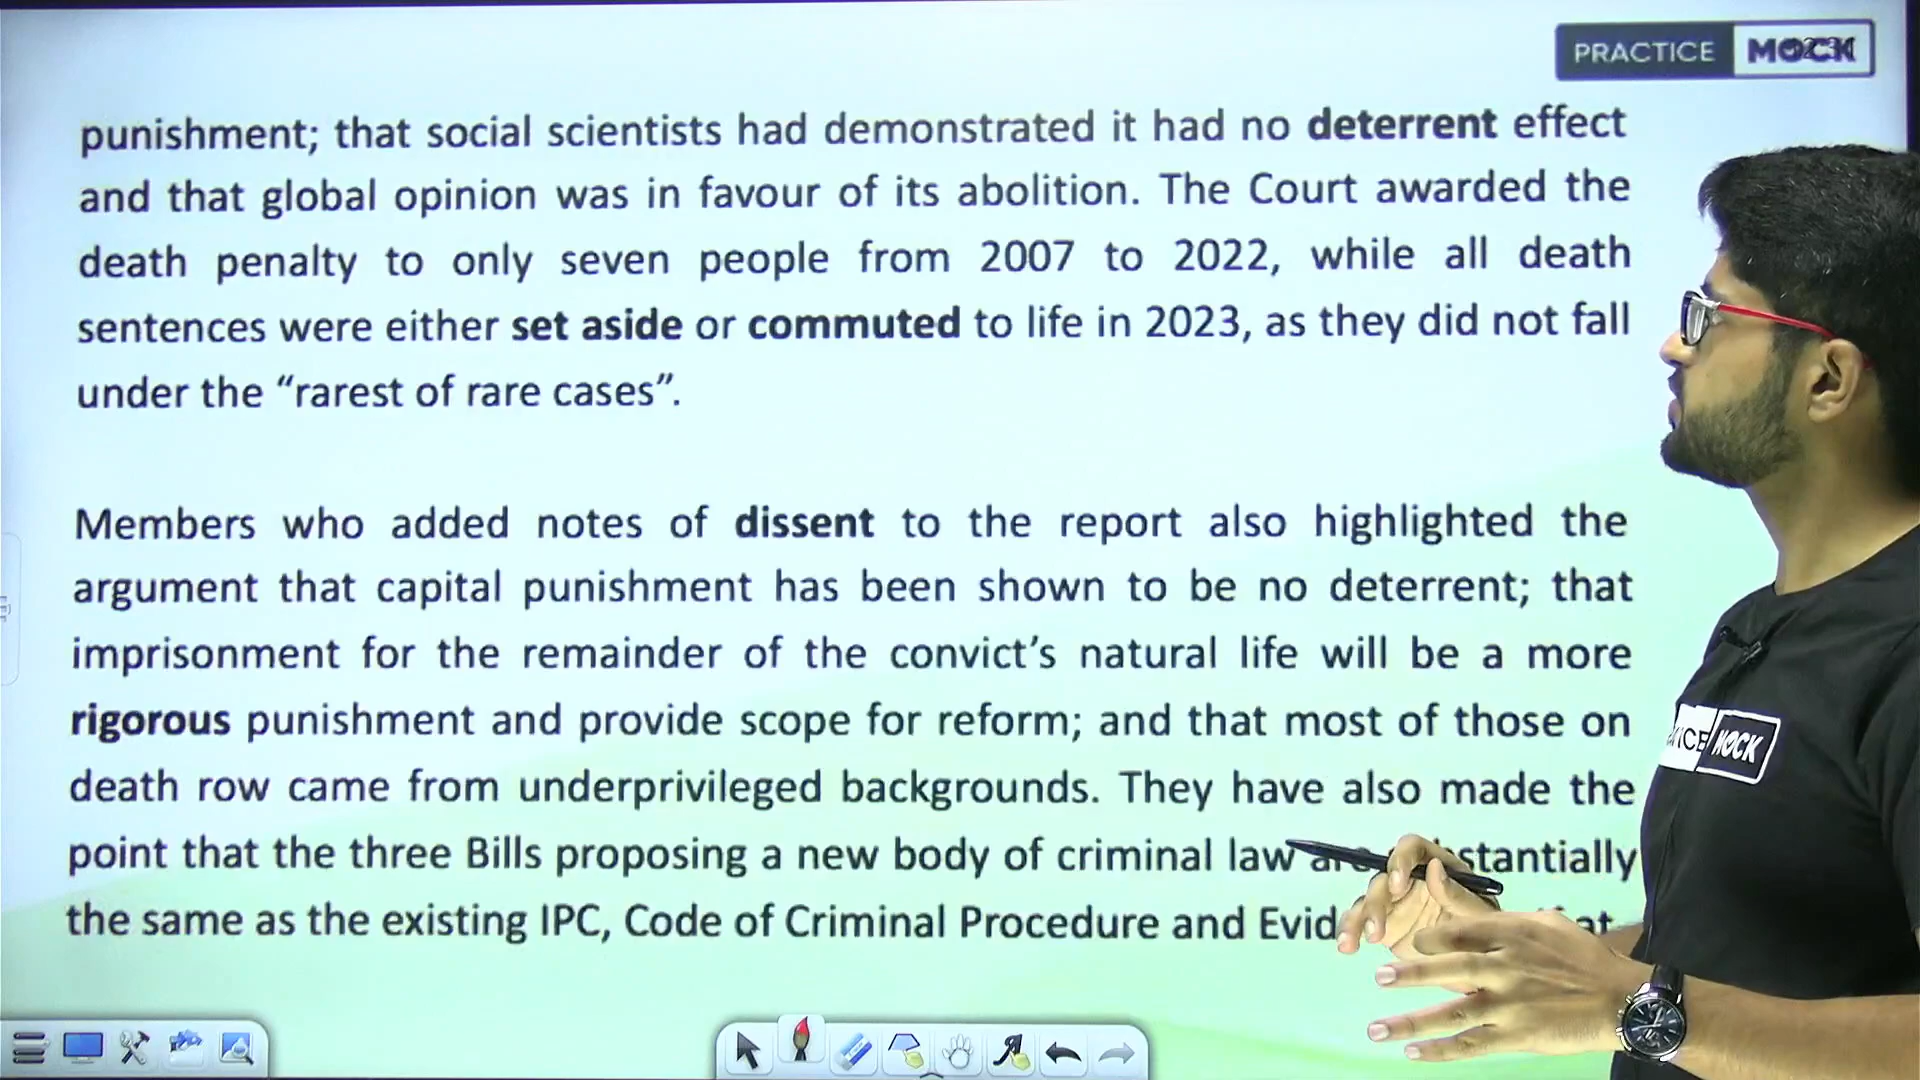 PRACTICE MOCK
punishment; that social scientists had demonstrated it had no deterrent effect
and that global opinion was in favour of its abolition. The Court awarded the
death penalty to only seven people from 2007 to 2022, while all death
sentences were either set aside or commuted to life in 2023, as they did not fall
under the “rarest of rare cases”.
Members who added notes of dissent to the report also highlighted the
argument that capital punishment has been shown to be no deterrent; that
imprisonment for the remainder of the convict’s natural life will be a more
rigorous punishment and provide scope for reform; and that most of those on
death row came from underprivileged backgrounds. They have also made the
point that the three Bills proposing a new body of criminal law are
the same as the existing IPC, Code of Criminal Procedure and
MOCK